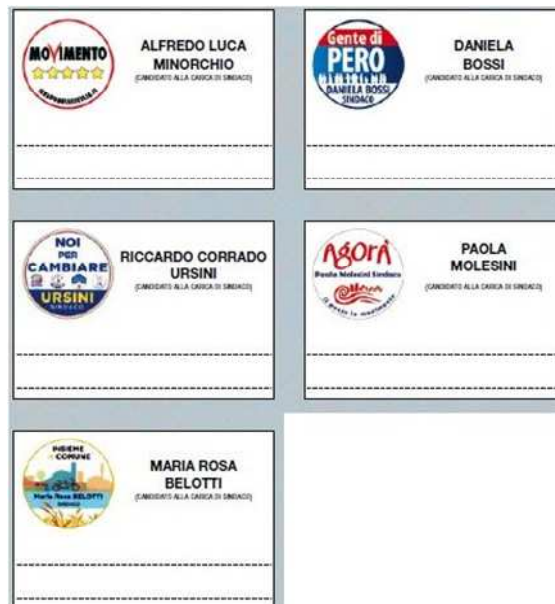 MOVIMENTO
ALFREDO LUCA
MINORCHIO
(CANDIDATO ALLA CARICA DI SINDACO)
Gente di
PERO
DANIELA BOSSI
SINDACO
DANIELA
BOSSI
(CANDIDATO ALLA CARICA DI SINDACO)
NOI
PER
CAMBIARE
URSINI
SINDACO
RICCARDO CORRADO
URSINI
(CANDIDATO ALLA CARICA DI SINDACO)
AGORÀ
Paola Molesini Sindaco
PAOLA
MOLESINI
(CANDIDATO ALLA CARICA DI SINDACO)
INSIEME
IN COMUNE
Maria Rosa BELOTTI
SINDACO
MARIA ROSA
BELOTTI
(CANDIDATO ALLA CARICA DI SINDACO)